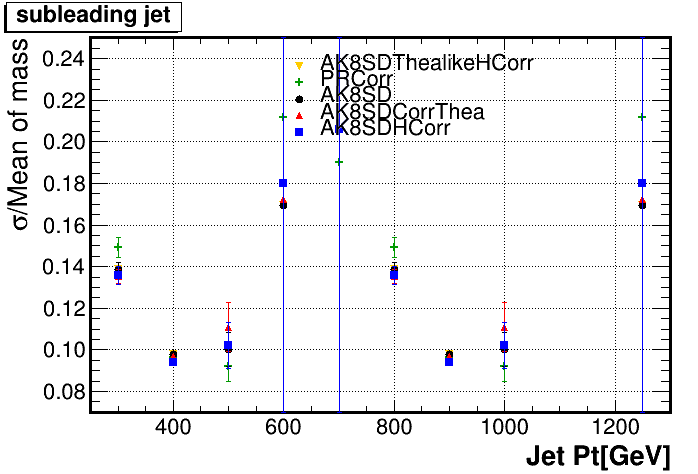 subleading jet
σ/Mean of mass
0.24
0.22
0.20
0.18
0.16
0.14
0.12
0.10
0.08
AK8SDThealikeHCorr
PRCorr
AK8SD
AK8SDCorrThea
AK8SDHCorr
400 600 800 1000 1200
Jet Pt[GeV]